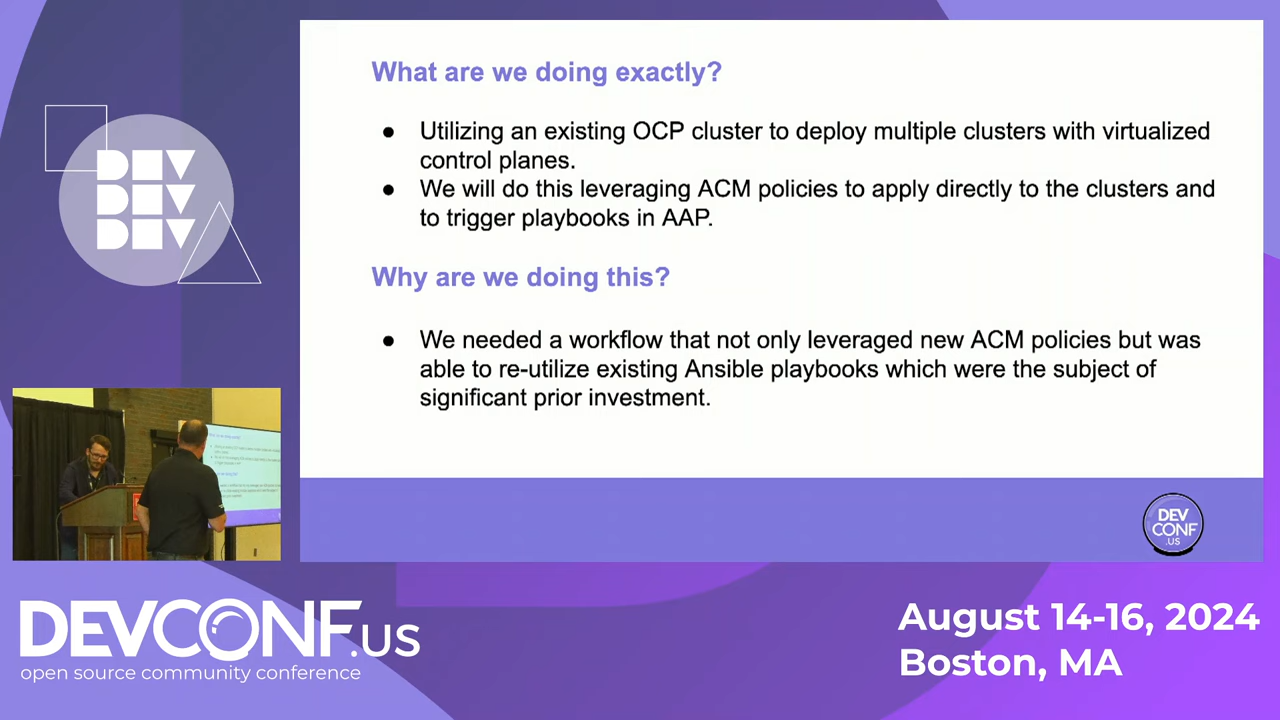 What are we doing exactly?
● Utilizing an existing OCP cluster to deploy multiple clusters with virtualized
control planes.
● We will do this leveraging ACM policies to apply directly to the clusters and
to trigger playbooks in AAP.
Why are we doing this?
● We needed a workflow that not only leveraged new ACM policies but was
able to re-utilize existing Ansible playbooks which were the subject of
significant prior investment.
DEV
CONF
.US
DEV
DEV
DEV
DEVCONF.US
open source community conference
August 14-16, 2024
Boston, MA